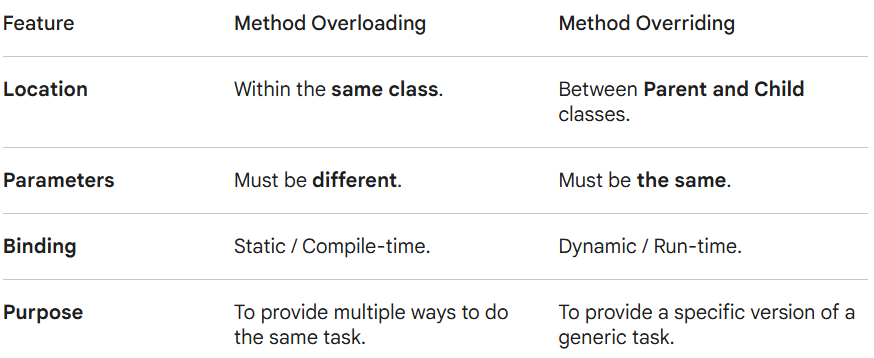 Feature Method Overloading Method Overriding
Location Within the same class. Between Parent and Child
classes.
Parameters Must be different. Must be the same.
Binding Static / Compile-time. Dynamic / Run-time.
Purpose To provide multiple ways to do To provide a specific version of a
the same task. generic task.